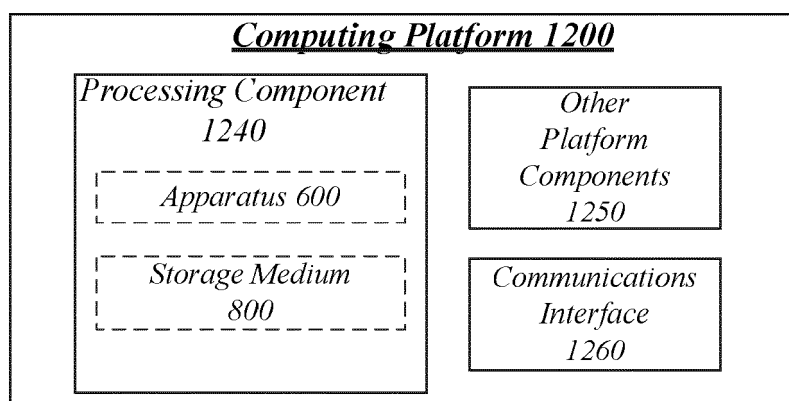 Computing Platform 1200
Processing Component
1240
Apparatus 600
Storage Medium
800
Other
Platform
Components
1250
Communications
Interface
1260